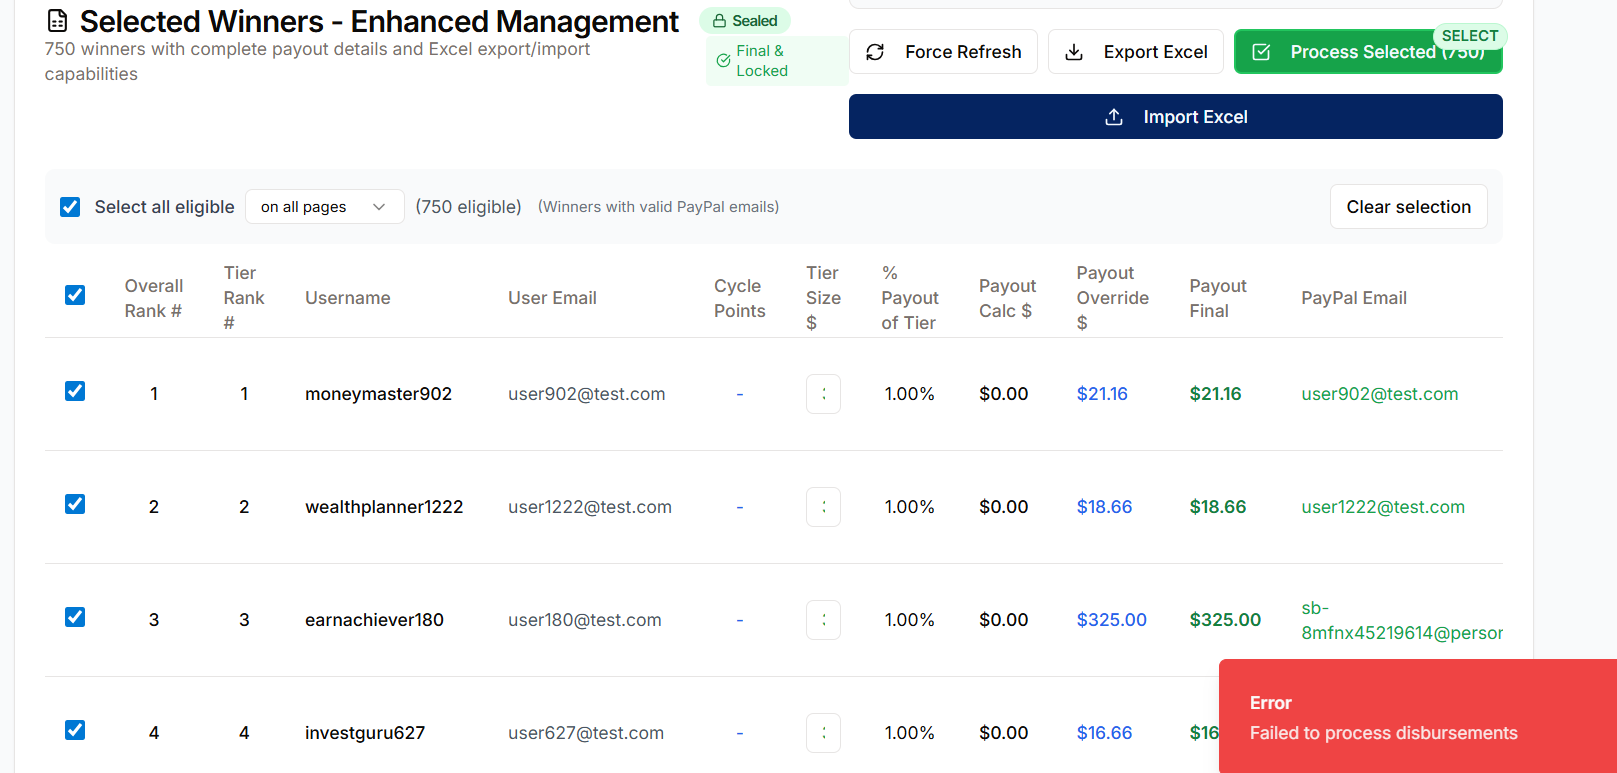 Selected Winners - Enhanced Management
Sealed
750 winners with complete payout details and Excel export/import
capabilities
Final &
Locked
Force Refresh
Export Excel
SELECT
Process Selected (750)
Import Excel
Select all eligible
on all pages
(750 eligible)
(Winners with valid PayPal emails)
Clear selection
Overall
Rank #
Tier
Rank
#
Username
User Email
Cycle
Points
Tier
Size
$
%
Payout
of Tier
Payout
Calc $
Payout
Override
$
Payout
Final
PayPal Email
1 1 moneymaster902 user902@test.com - 1.00% $0.00 $21.16 $21.16 user902@test.com
2 2 wealthplanner1222 user1222@test.com - 1.00% $0.00 $18.66 $18.66 user1222@test.com
3 3 earnachiever180 user180@test.com - 1.00% $0.00 $325.00 $325.00 sb-
8mfnx45219614@person
4 4 investguru627 user627@test.com - 1.00% $0.00 $16.66 $16
Error
Failed to process disbursements